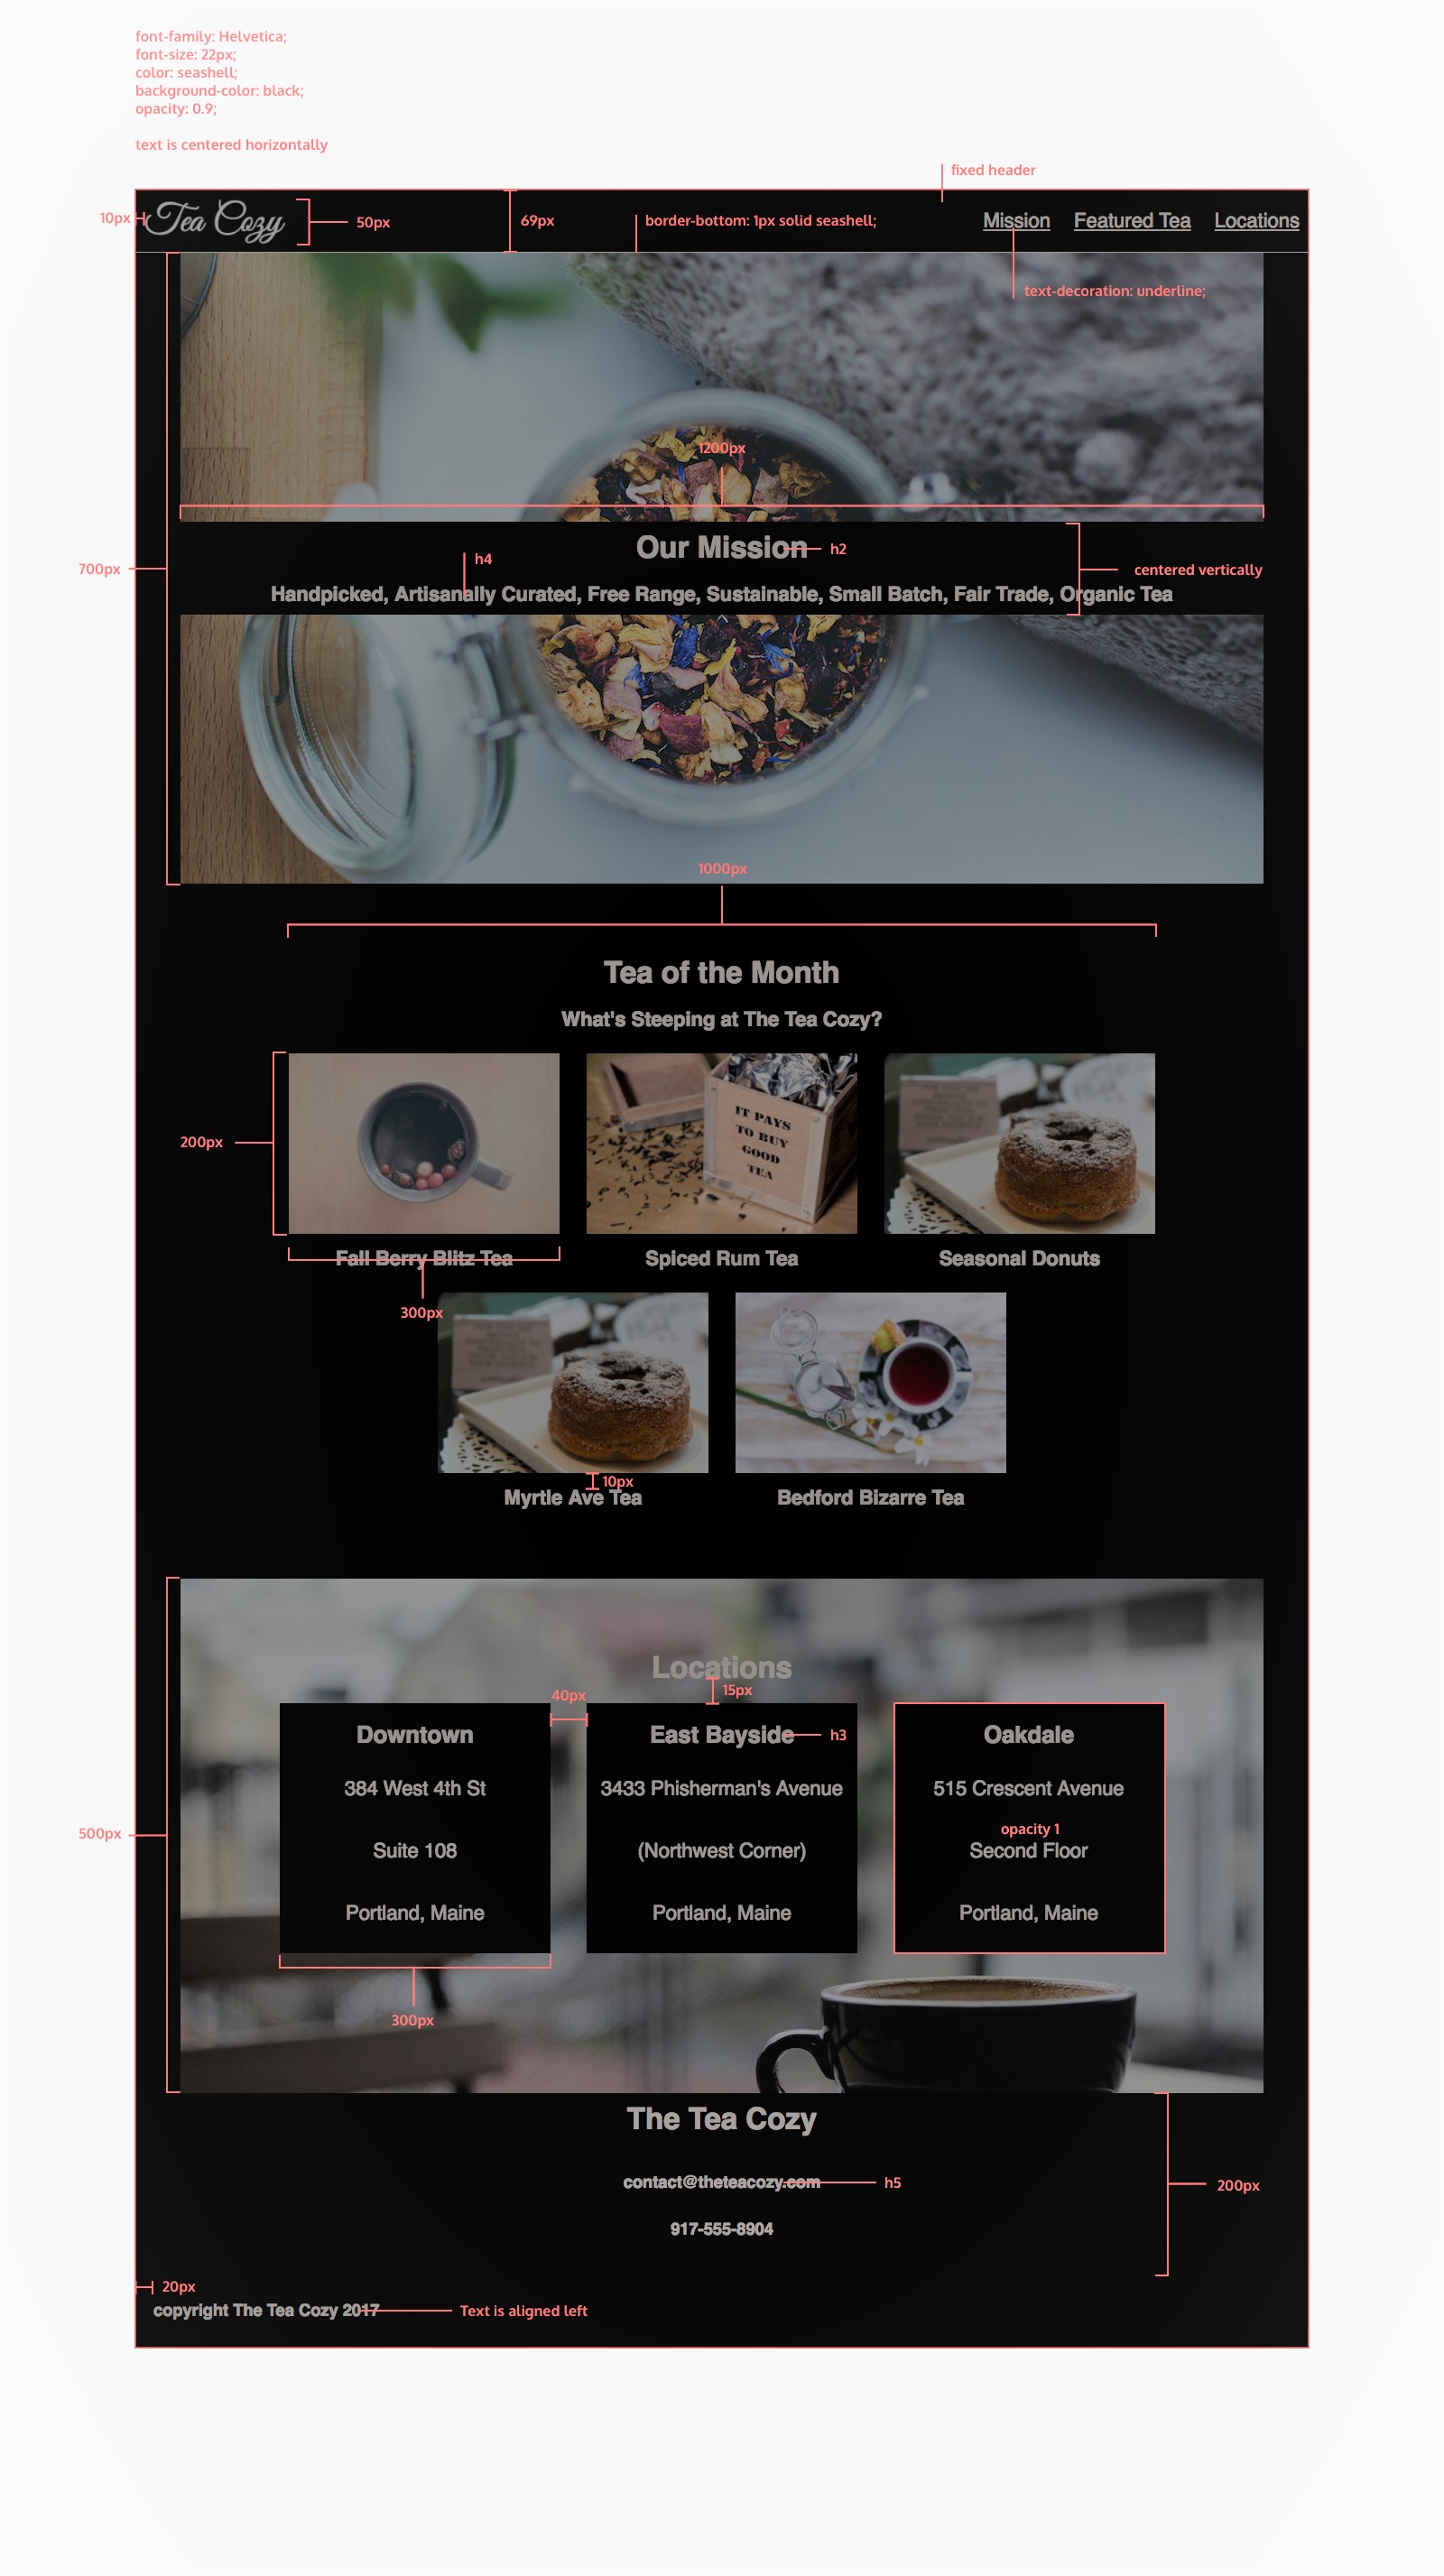 font-family: Helvetica;
font-size: 22px;
color: seashell;
background-color: black;
opacity: 0.9;
text is centered horizontally
fixed header
10px
Tea Cozy
50px
69px
border-bottom: 1px solid seashell;
Mission
Featured Tea
Locations
text-decoration: underline;
1200px
Our Mission
h2
h4
700px
centered vertically
Handpicked, Artisanally Curated, Free Range, Sustainable, Small Batch, Fair Trade, Organic Tea
1000px
Tea of the Month
What's Steeping at The Tea Cozy?
IT PAYS
TO BUY
GOOD
TEA
200px
Fall Berry Blitz Tea
Spiced Rum Tea
Seasonal Donuts
300px
10px
Myrtle Ave Tea
Bedford Bizarre Tea
Locations
40px
15px
Downtown
384 West 4th St
Suite 108
Portland, Maine
East Bayside
h3
3433 Phisherman's Avenue
(Northwest Corner)
Portland, Maine
Oakdale
515 Crescent Avenue
opacity 1
Second Floor
Portland, Maine
500px
300px
The Tea Cozy
contact@theteacozy.com
h5
200px
917-555-8904
20px
copyright The Tea Cozy 2017
Text is aligned left